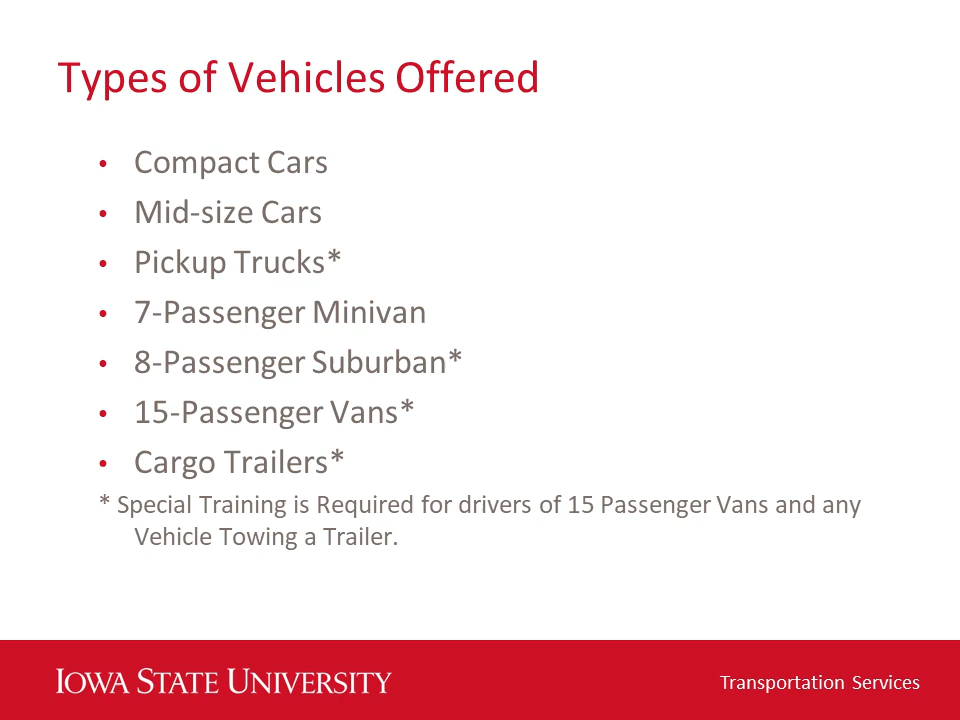 Types of Vehicles Offered
• Compact Cars
• Mid-size Cars
• Pickup Trucks*
• 7-Passenger Minivan
• 8-Passenger Suburban*
• 15-Passenger Vans*
• Cargo Trailers*
* Special Training is Required for drivers of 15 Passenger Vans and any
Vehicle Towing a Trailer.
IOWA STATE UNIVERSITY
Transportation Services